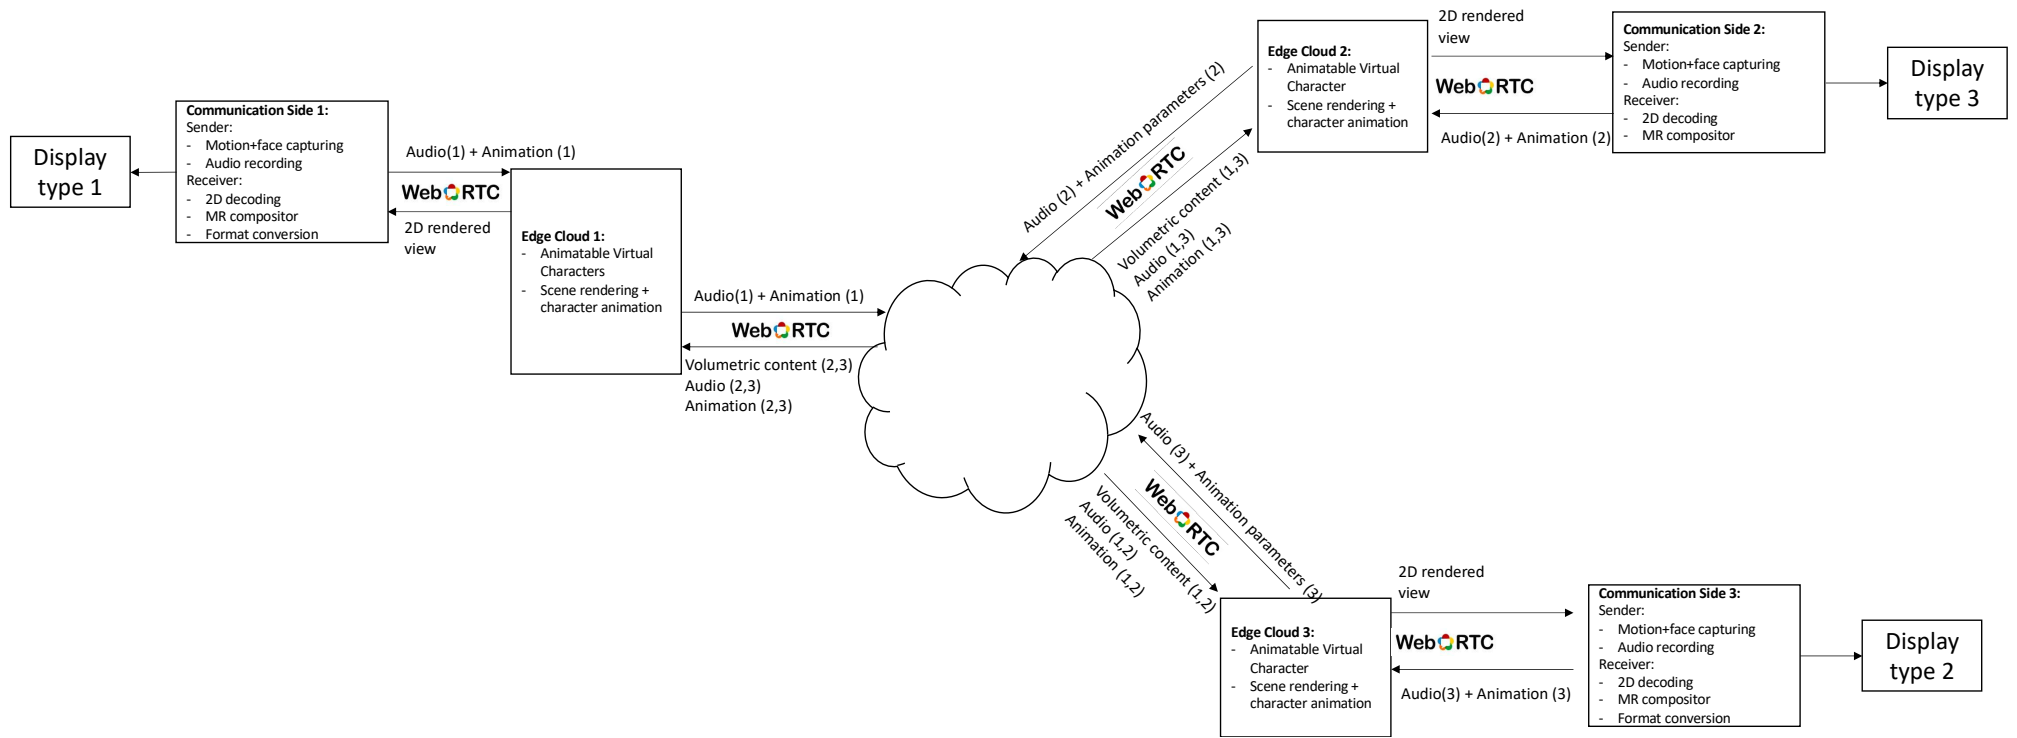 Display
type 1
Communication Side 1:
Sender:
- Motion+face capturing
- Audio recording
Receiver:
- 2D decoding
- MR compositor
- Format conversion
Audio(1) + Animation (1)
WebRTC
2D rendered
view
Edge Cloud 1:
- Animatable Virtual
Characters
- Scene rendering +
character animation
Audio(1) + Animation (1)
WebRTC
Volumetric content (2,3)
Audio (2,3)
Animation (2,3)
Audio (2) + Animation parameters (2)
WebRTC
Volumetric content (1,3)
Audio (1,3)
Animation (1,3)
Edge Cloud 2:
- Animatable Virtual
Character
- Scene rendering +
character animation
2D rendered
view
WebRTC
Audio(2) + Animation (2)
Communication Side 2:
Sender:
- Motion+face capturing
- Audio recording
Receiver:
- 2D decoding
- MR compositor
Display
type 3
Audio (3) + Animation parameters (3)
WebRTC
Volumetric content (1,2)
Audio (1,2)
Animation (1,2)
Edge Cloud 3:
- Animatable Virtual
Character
- Scene rendering +
character animation
2D rendered
view
WebRTC
Audio(3) + Animation (3)
Communication Side 3:
Sender:
- Motion+face capturing
- Audio recording
Receiver:
- 2D decoding
- MR compositor
- Format conversion
Display
type 2